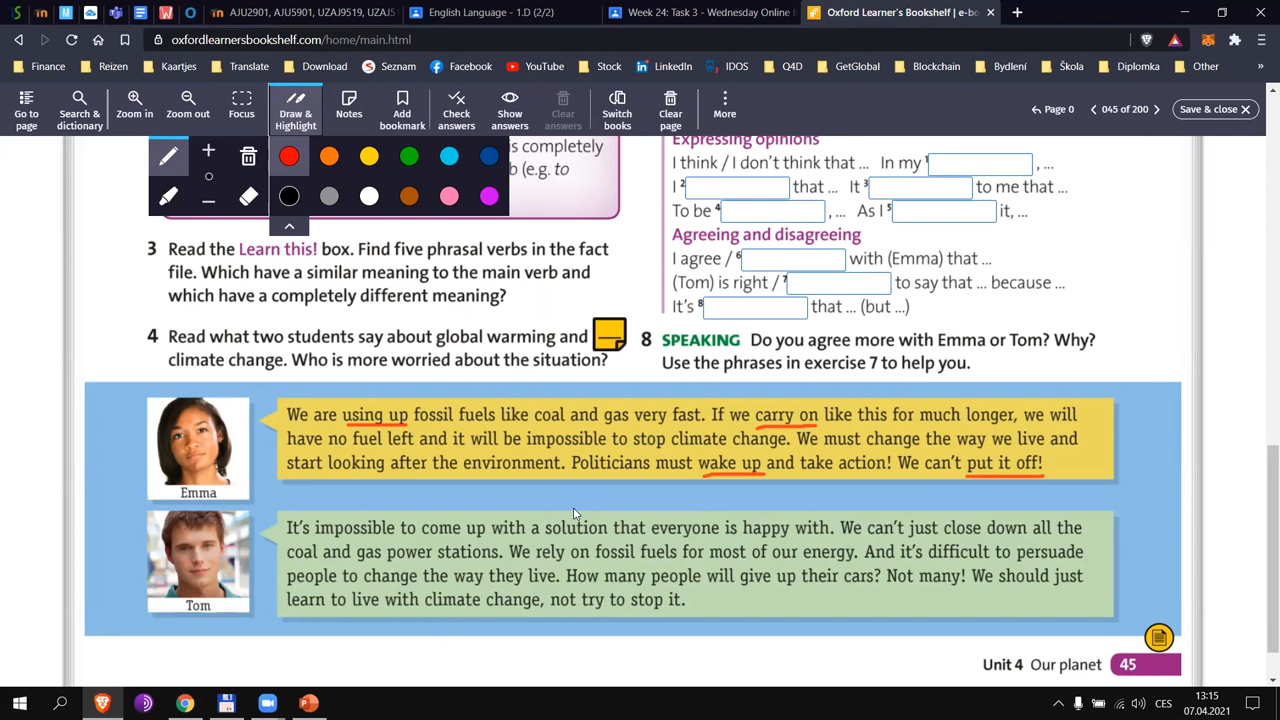 AJU2901, AJU5901, UZAJ9519, UZAJ5
English Language - 1.D (2/2)
Week 24: Task 3 - Wednesday Online
Oxford Learner's Bookshelf | e-bo
oxfordlearnersbookshelf.com/home/main.html
Finance Reizen Kaartjes Translate Download Seznam Facebook YouTube Stock LinkedIn IDOS Q4D GetGlobal Blockchain Bydlení Škola Diplomka Other
Go to page
Search & dictionary
Zoom in
Zoom out
Focus
Draw & Highlight
Notes
Add bookmark
Check answers
Show answers
Clear answers
Switch books
Clear page
More
Page 0
045 of 200
Save & close
is completely
b (e.g. to
3 Read the Learn this! box. Find five phrasal verbs in the fact
file. Which have a similar meaning to the main verb and
which have a completely different meaning?
4 Read what two students say about global warming and
climate change. Who is more worried about the situation?
Expressing opinions
I think / I don't think that ... In my 1 , ...
I 2 that ... It 3 to me that ...
To be 4 , ... As I 5 it, ...
Agreeing and disagreeing
I agree / 6 with (Emma) that ...
(Tom) is right / 7 to say that ... because ...
It's 8 that ... (but ...)
8 SPEAKING Do you agree more with Emma or Tom? Why?
Use the phrases in exercise 7 to help you.
Emma
We are using up fossil fuels like coal and gas very fast. If we carry on like this for much longer, we will
have no fuel left and it will be impossible to stop climate change. We must change the way we live and
start looking after the environment. Politicians must wake up and take action! We can't put it off!
Tom
It's impossible to come up with a solution that everyone is happy with. We can't just close down all the
coal and gas power stations. We rely on fossil fuels for most of our energy. And it's difficult to persuade
people to change the way they live. How many people will give up their cars? Not many! We should just
learn to live with climate change, not try to stop it.
Unit 4 Our planet 45
CES
13:15
07.04.2021